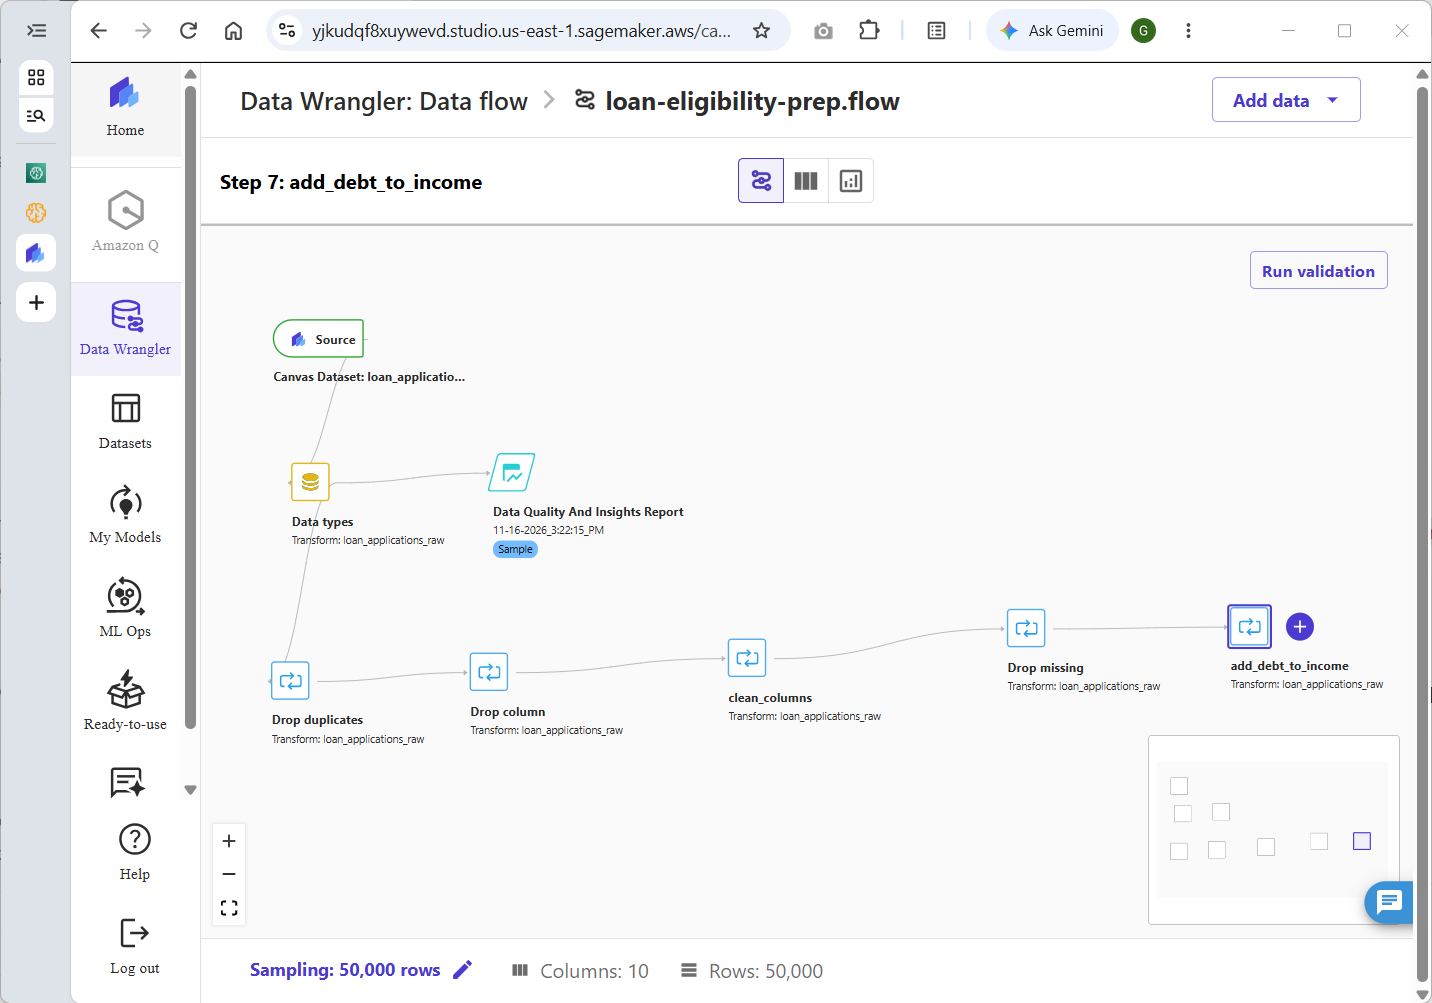 yjkudqf8xuywevd.studio.us-east-1.sagemaker.aws/ca...
Ask Gemini
G
Home
Amazon Q
Data Wrangler
Datasets
My Models
ML Ops
Ready-to-use
Help
Log out
Data Wrangler: Data flow
loan-eligibility-prep.flow
Add data
Step 7: add_debt_to_income
Run validation
Source
Canvas Dataset: loan_applicatio...
Data types
Transform: loan_applications_raw
Data Quality And Insights Report
11-16-2026_3:22:15_PM
Sample
Drop duplicates
Transform: loan_applications_raw
Drop column
Transform: loan_applications_raw
clean_columns
Transform: loan_applications_raw
Drop missing
Transform: loan_applications_raw
add_debt_to_income
Transform: loan_applications_raw
Sampling: 50,000 rows
Columns: 10
Rows: 50,000